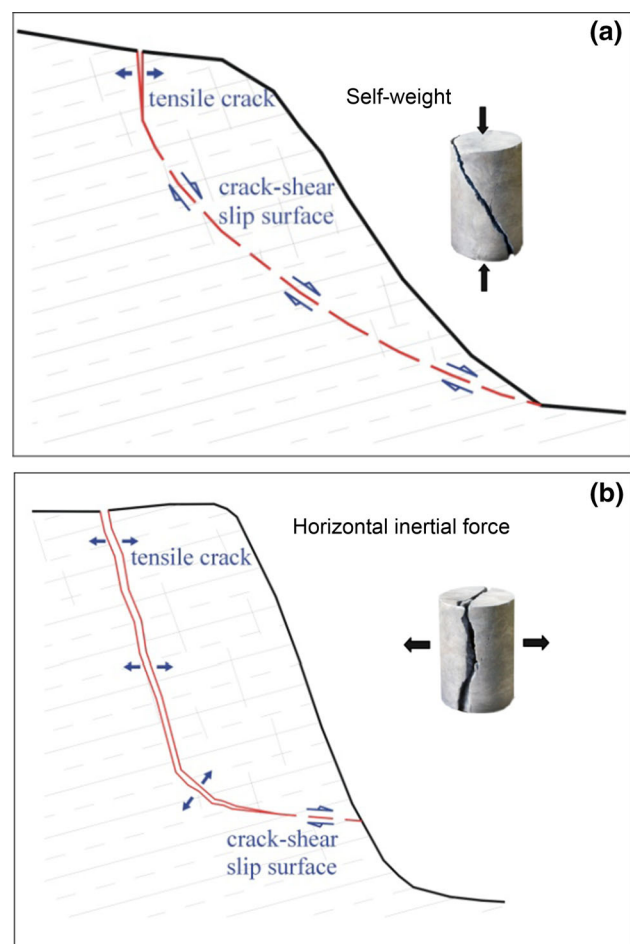 (a)
Self-weight
tensile crack
crack-shear
slip surface
(b)
Horizontal inertial force
tensile crack
crack-shear
slip surface